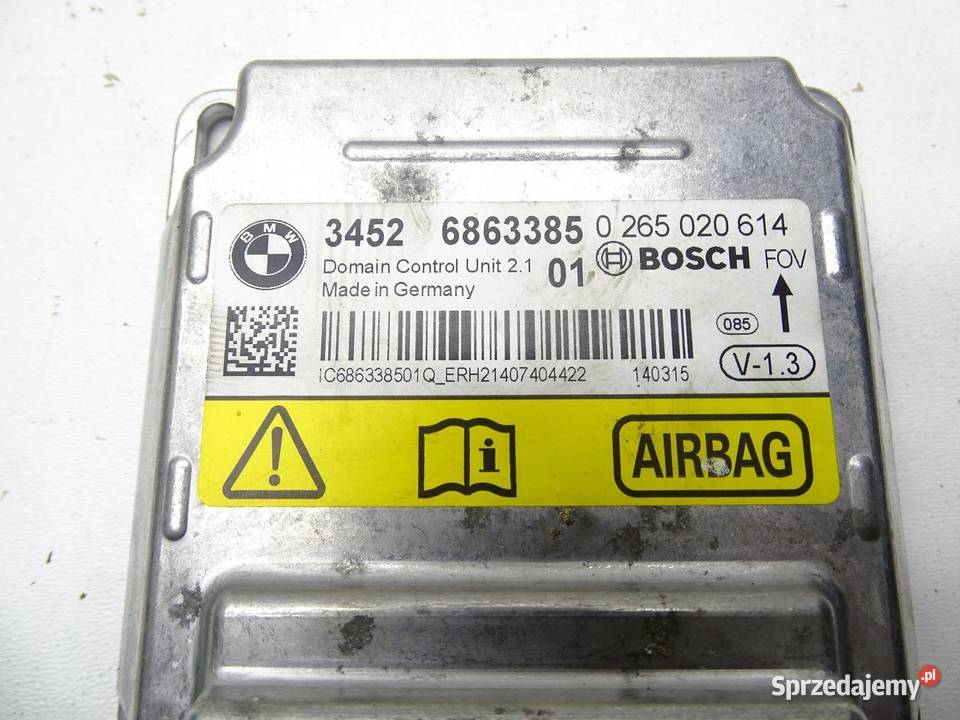 BMW
3452 6863385 0 265 020 614
Domain Control Unit 2.1 01 BOSCH FOV
Made in Germany
085
V-1.3
IC686338501Q_ERH21407404422 140315
AIRBAG
Sprzedajemy.pl